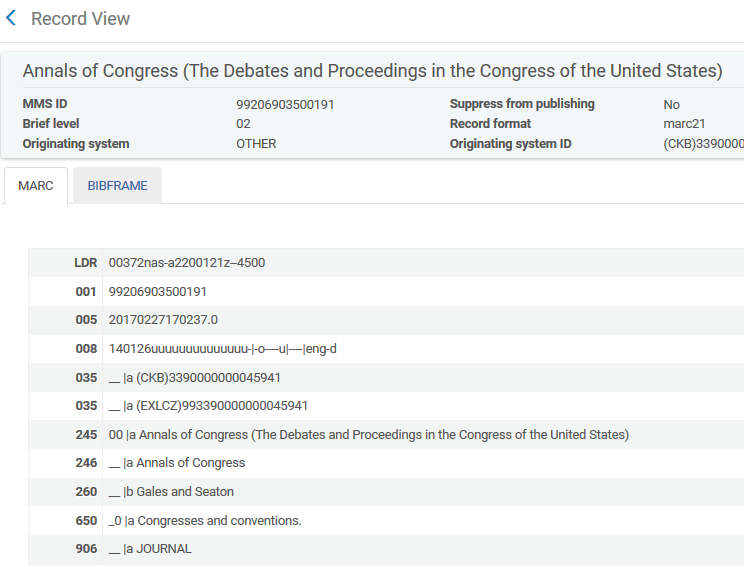 Record View
Annals of Congress (The Debates and Proceedings in the Congress of the United States)
MMS ID 99206903500191 Suppress from publishing No
Brief level 02 Record format marc21
Originating system OTHER Originating system ID (CKB)3390000
MARC BIBFRAME
LDR 00372nas-a2200121z--4500
001 99206903500191
005 20170227170237.0
008 140126uuuuuuuuuuuuuuu-|-o----u|----|eng-d
035 __ |a (CKB)3390000000045941
035 __ |a (EXLCZ)993390000000045941
245 00 |a Annals of Congress (The Debates and Proceedings in the Congress of the United States)
246 __ |a Annals of Congress
260 __ |b Gales and Seaton
650 _0 |a Congresses and conventions.
906 __ |a JOURNAL